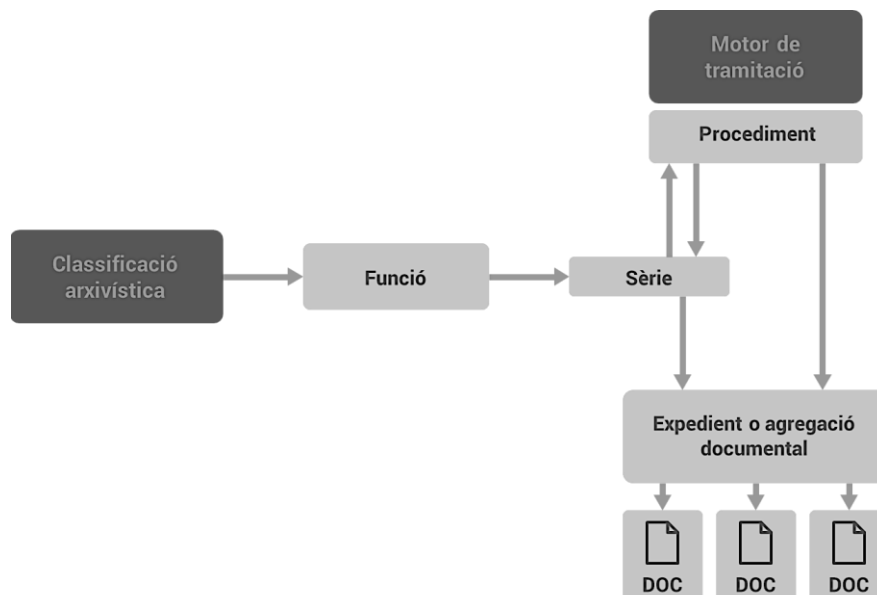 Motor de
tramitació
Procediment
Classificació
arxivística
Funció
Sèrie
Expedient o agregació
documental
DOC
DOC
DOC